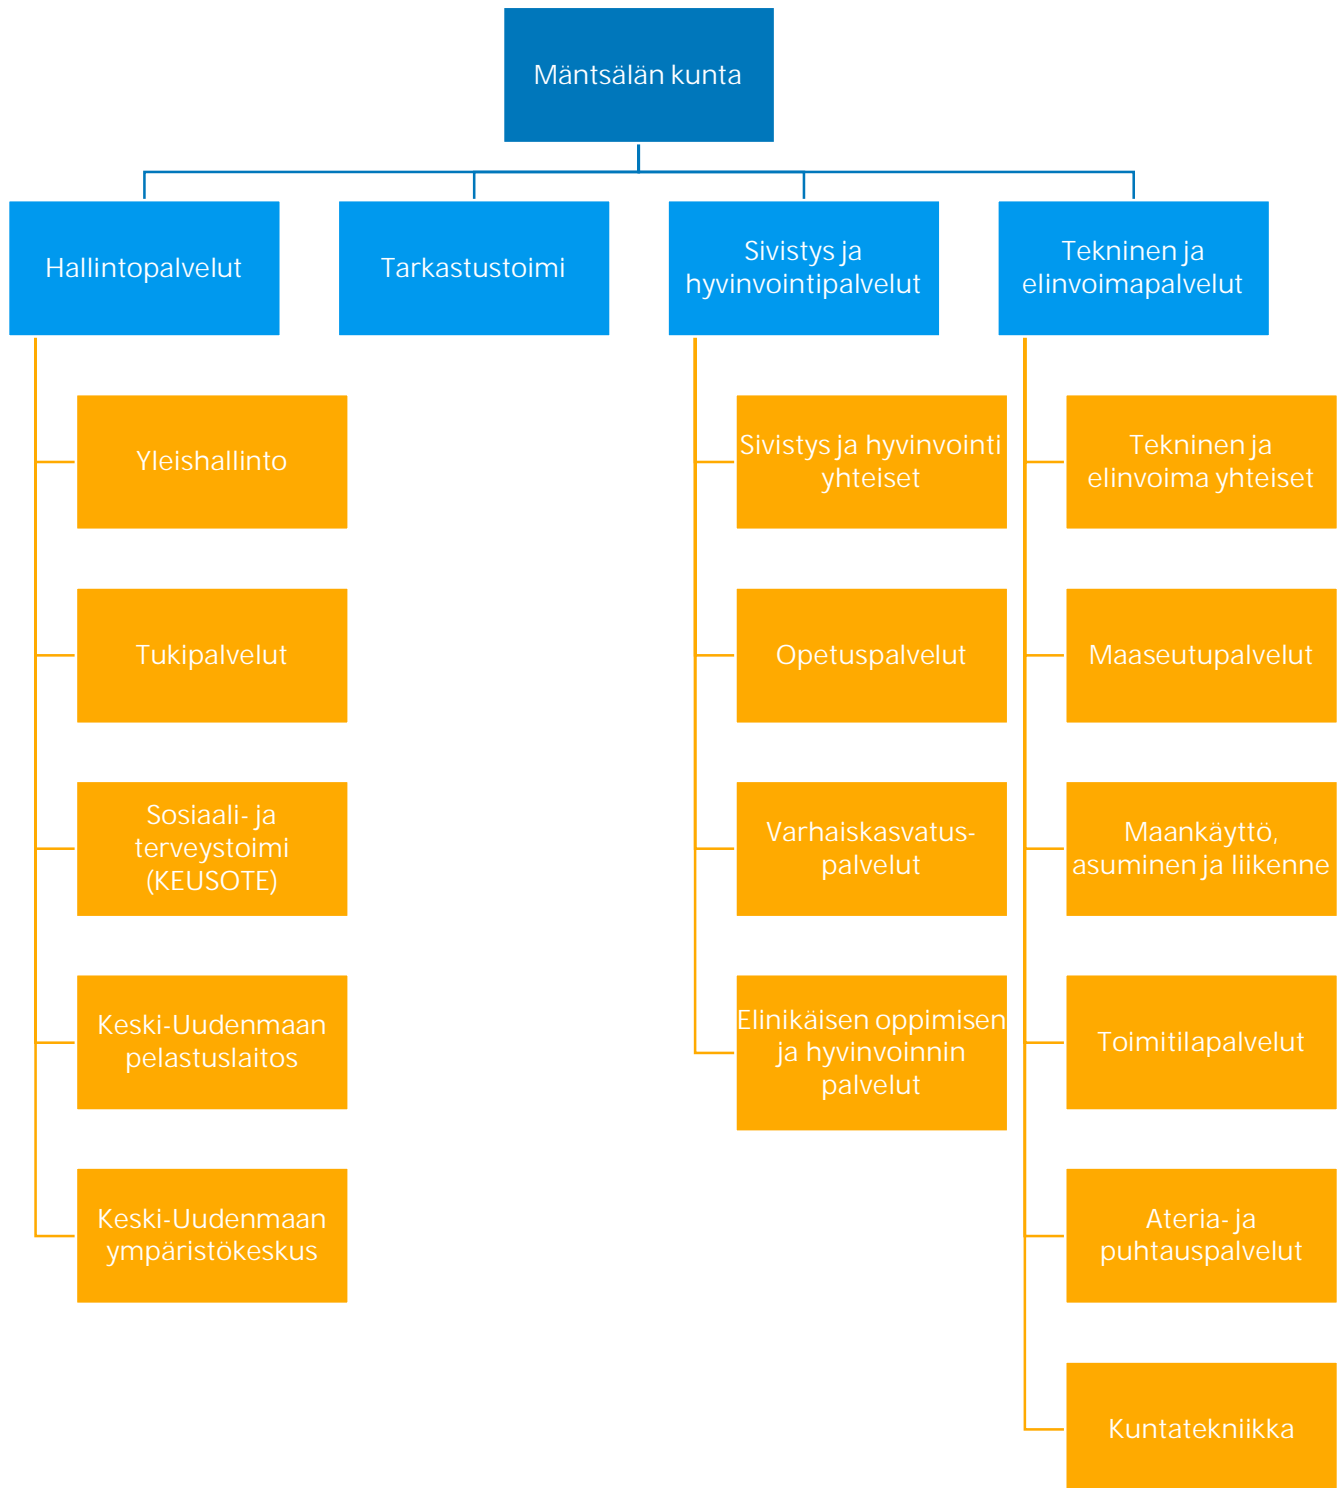 Mäntsälän kunta
Hallintopalvelut
Tarkastustoimi
Sivistys ja
hyvinvointipalvelut
Tekninen ja
elinvoimapalvelut
Yleishallinto
Tukipalvelut
Sosiaali- ja
terveystoimi
(KEUSOTE)
Keski-Uudenmaan
pelastuslaitos
Keski-Uudenmaan
ympäristökeskus
Sivistys ja hyvinvointi
yhteiset
Opetuspalvelut
Varhaiskasvatus-
palvelut
Elinikäisen oppimisen
ja hyvinvoinnin
palvelut
Tekninen ja
elinvoima yhteiset
Maaseutupalvelut
Maankäyttö,
asuminen ja liikenne
Toimitilapalvelut
Ateria- ja
puhtauspalvelut
Kuntatekniikka